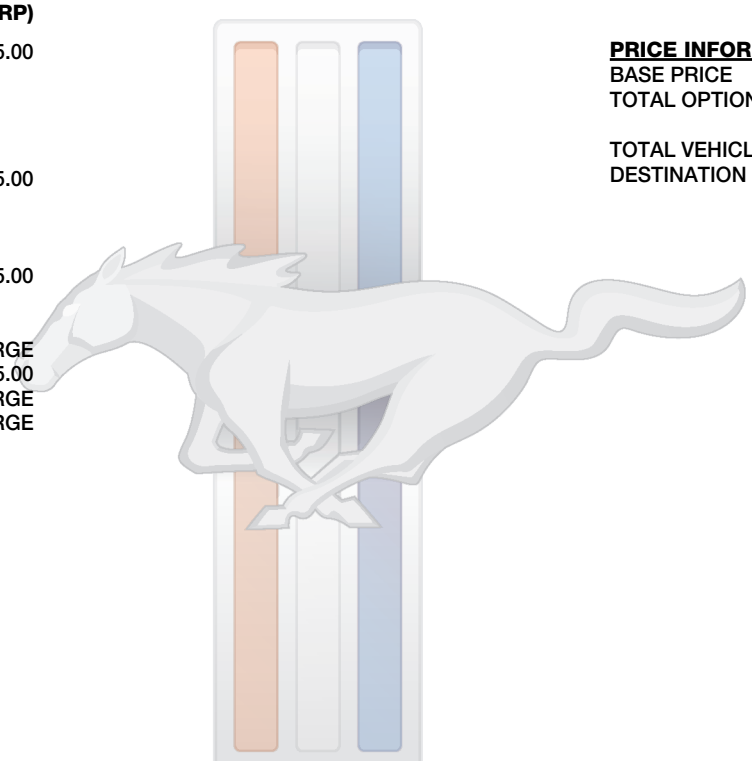 RP)
5.00
5.00
5.00
RGE
5.00
RGE
RGE
PRICE INFOR
BASE PRICE
TOTAL OPTION
TOTAL VEHICL
DESTINATION